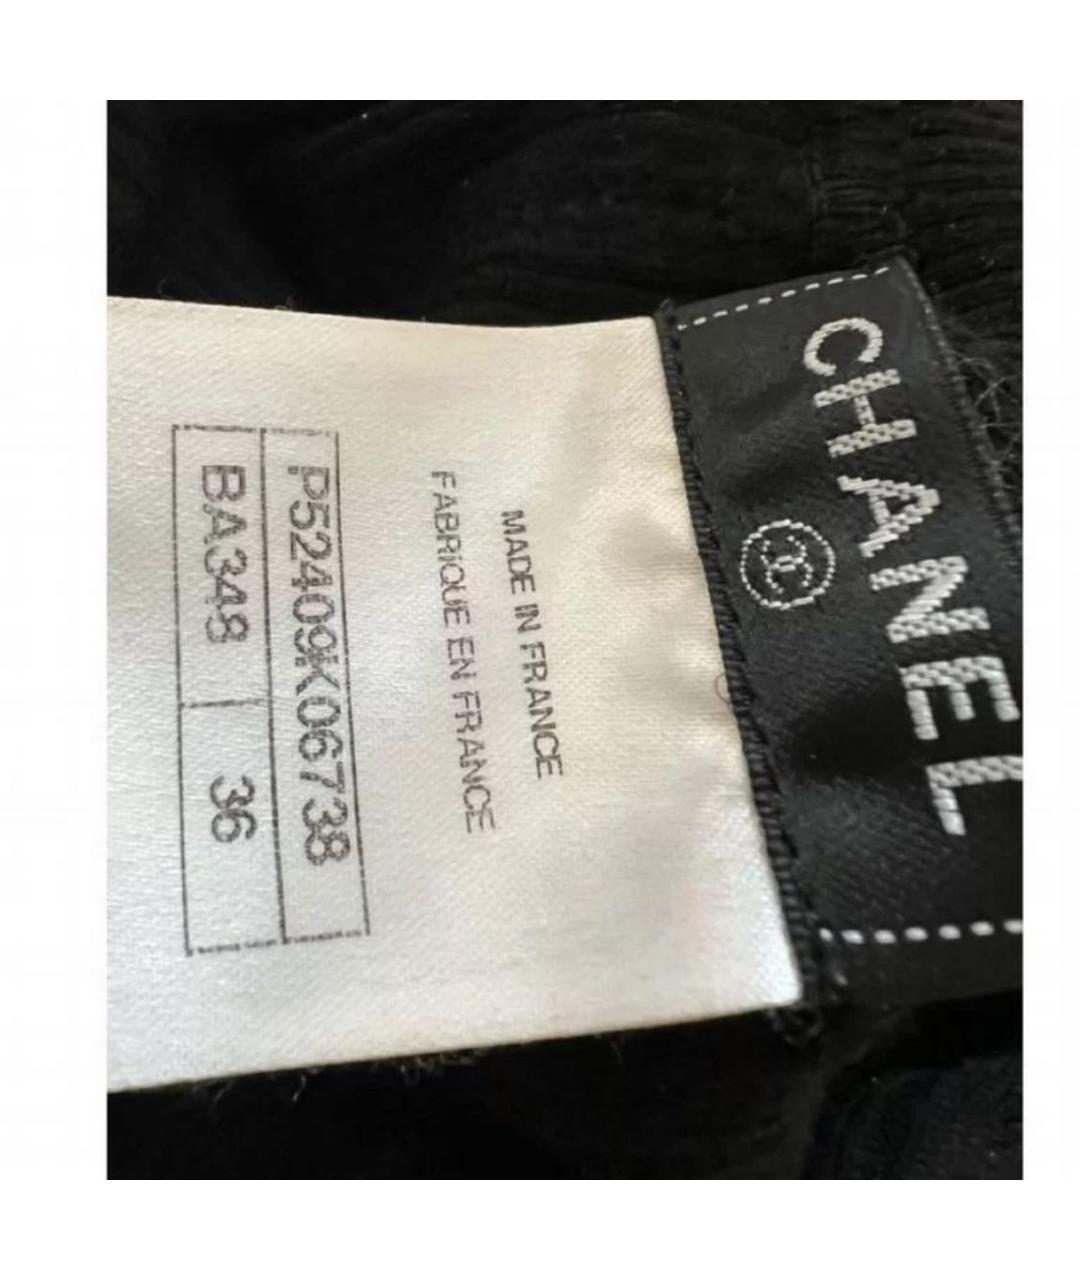 CHANEL
MADE IN FRANCE
FABRIQUE EN FRANCE
P52409K06738
BA348 36